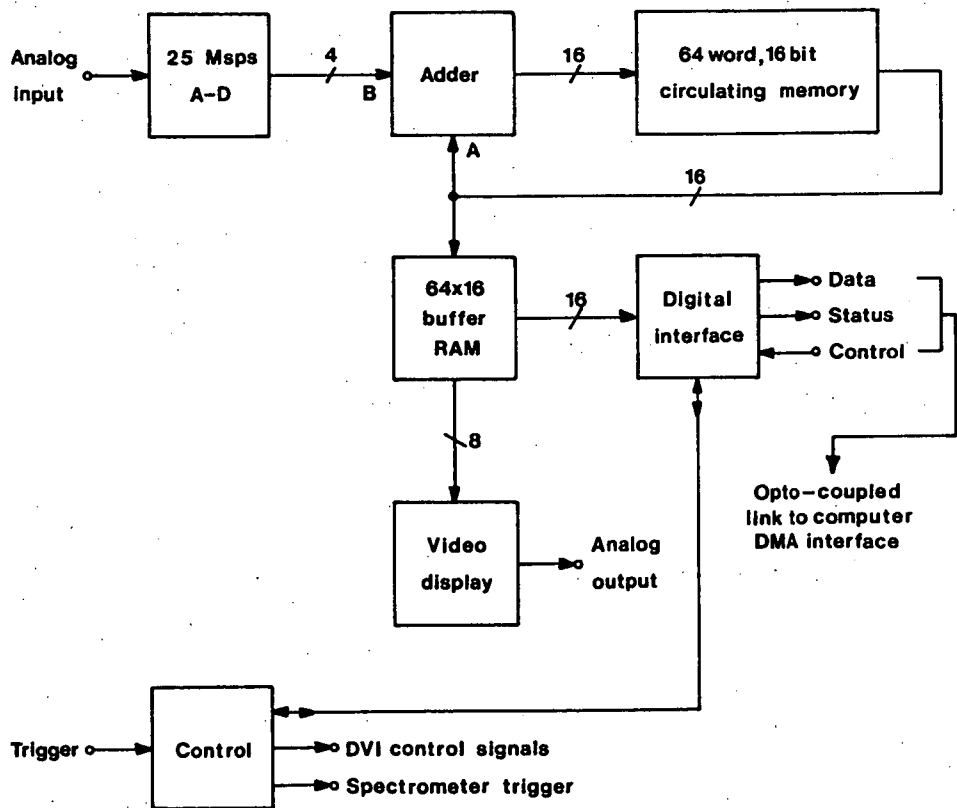 Analog
input
25 Msps
A-D
4
B
Adder
A
16
64 word, 16 bit
circulating memory
16
64x16
buffer
RAM
16
Digital
interface
Data
Status
Control
8
Opto-coupled
link to computer
DMA interface
Video
display
Analog
output
Trigger
Control
DVI control signals
Spectrometer trigger